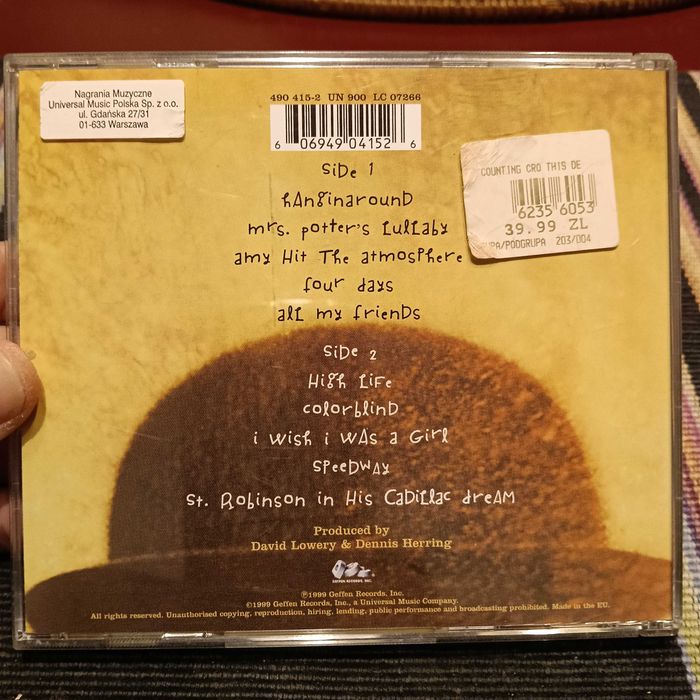 Nagrania Muzyczne
Universal Music Polska Sp. z o.o.
ul. Gdańska 27/31
01-633 Warszawa
490 415-2 UN 900 LC 07266
6 06949 04152 6
COUNTING CRO THIS DE
6235 6053
39.99 ZL
203/004
Side 1
hanginaround
mrs. potter's lullaby
amy Hit The atmosphere
four days
all my friends
Side 2
High Life
colorblind
i wish i was a Girl
speedway
St. Robinson in His Cadillac dream
Produced by
David Lowery & Dennis Herring
GEFFEN RECORDS, INC.
℗1999 Geffen Records, Inc.
©1999 Geffen Records, Inc., a Universal Music Company.
All rights reserved. Unauthorised copying, reproduction, hiring, lending, public performance and broadcasting prohibited. Made in the EU.